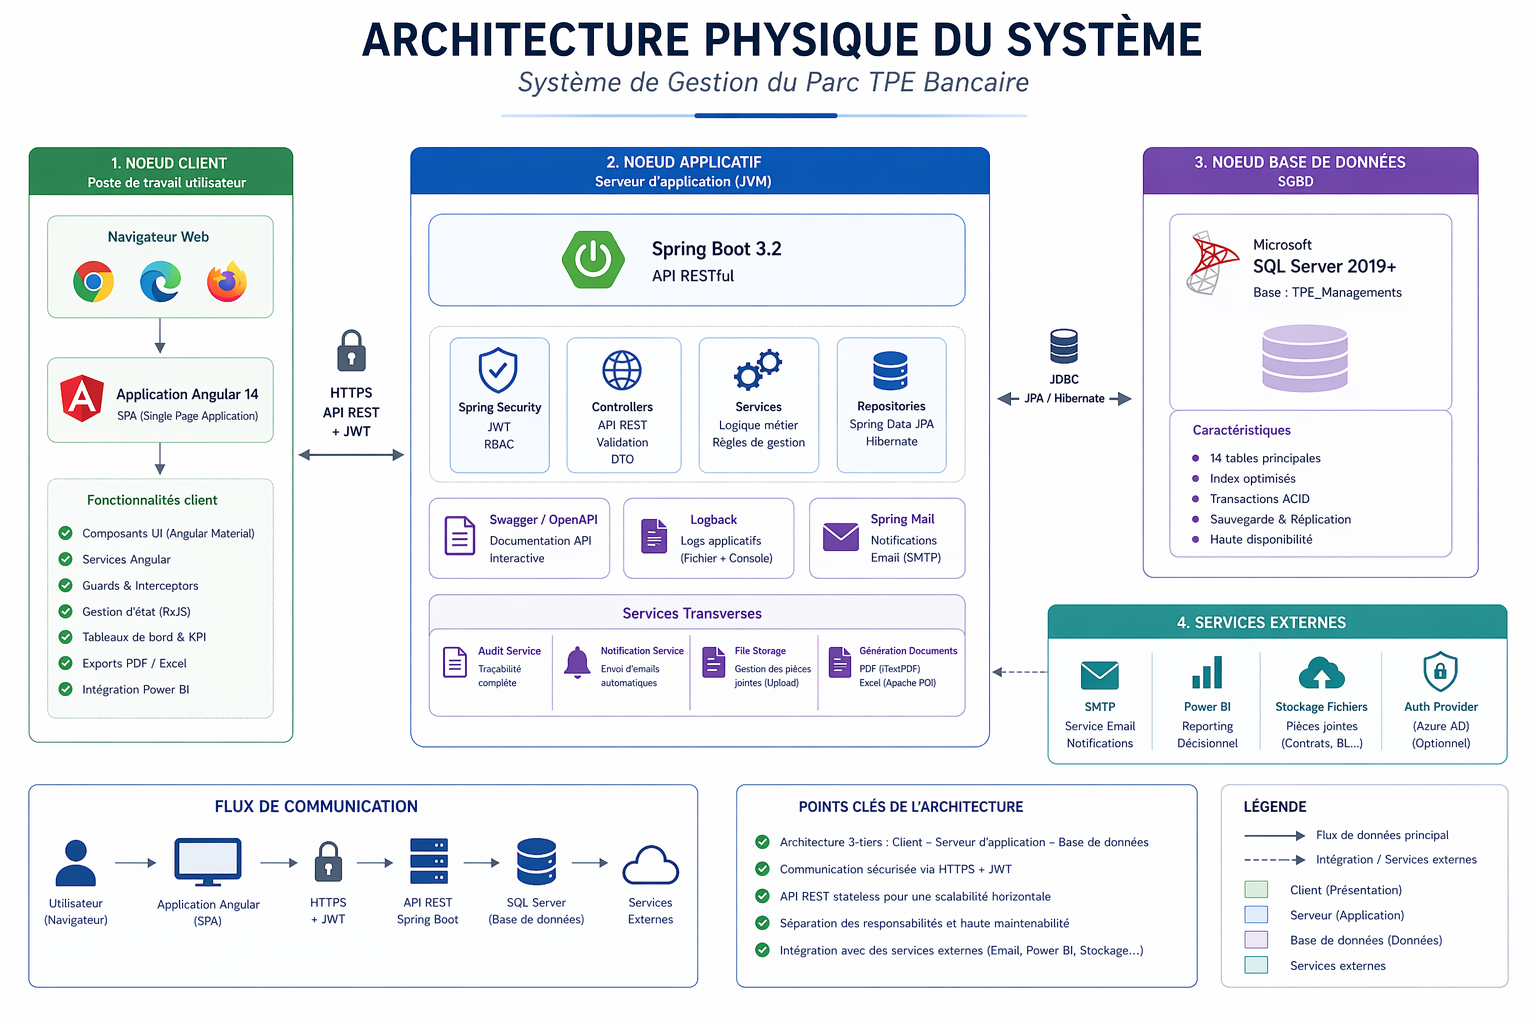 ARCHITECTURE PHYSIQUE DU SYSTÈME
Système de Gestion du Parc TPE Bancaire
1. NOEUD CLIENT
Poste de travail utilisateur
Navigateur Web
Application Angular 14
SPA (Single Page Application)
Fonctionnalités client
Composants UI (Angular Material)
Services Angular
Guards & Interceptors
Gestion d'état (RxJS)
Tableaux de bord & KPI
Exports PDF / Excel
Intégration Power BI
HTTPS
API REST
+ JWT
2. NOEUD APPLICATIF
Serveur d'application (JVM)
Spring Boot 3.2
API RESTful
Spring Security
JWT
RBAC
Controllers
API REST
Validation
DTO
Services
Logique métier
Règles de gestion
Repositories
Spring Data JPA
Hibernate
Swagger / OpenAPI
Documentation API
Interactive
Logback
Logs applicatifs
(Fichier + Console)
Spring Mail
Notifications
Email (SMTP)
Services Transverses
Audit Service
Traçabilité
complète
Notification Service
Envoi d'emails
automatiques
File Storage
Gestion des pièces
jointes (Upload)
Génération Documents
PDF (iTextPDF)
Excel (Apache POI)
JDBC
JPA / Hibernate
3. NOEUD BASE DE DONNÉES
SGBD
Microsoft
SQL Server 2019+
Base : TPE_Managements
Caractéristiques
14 tables principales
Index optimisés
Transactions ACID
Sauvegarde & Réplication
Haute disponibilité
4. SERVICES EXTERNES
SMTP
Service Email
Notifications
Power BI
Reporting
Décisionnel
Stockage Fichiers
Pièces jointes
(Contrats, BL...)
Auth Provider
(Azure AD)
(Optionnel)
FLUX DE COMMUNICATION
Utilisateur
(Navigateur)
Application Angular
(SPA)
HTTPS
+ JWT
API REST
Spring Boot
SQL Server
(Base de données)
Services
Externes
POINTS CLÉS DE L'ARCHITECTURE
Architecture 3-tiers : Client – Serveur d'application – Base de données
Communication sécurisée via HTTPS + JWT
API REST stateless pour une scalabilité horizontale
Séparation des responsabilités et haute maintenabilité
Intégration avec des services externes (Email, Power BI, Stockage...)
LÉGENDE
Flux de données principal
Intégration / Services externes
Client (Présentation)
Serveur (Application)
Base de données (Données)
Services externes